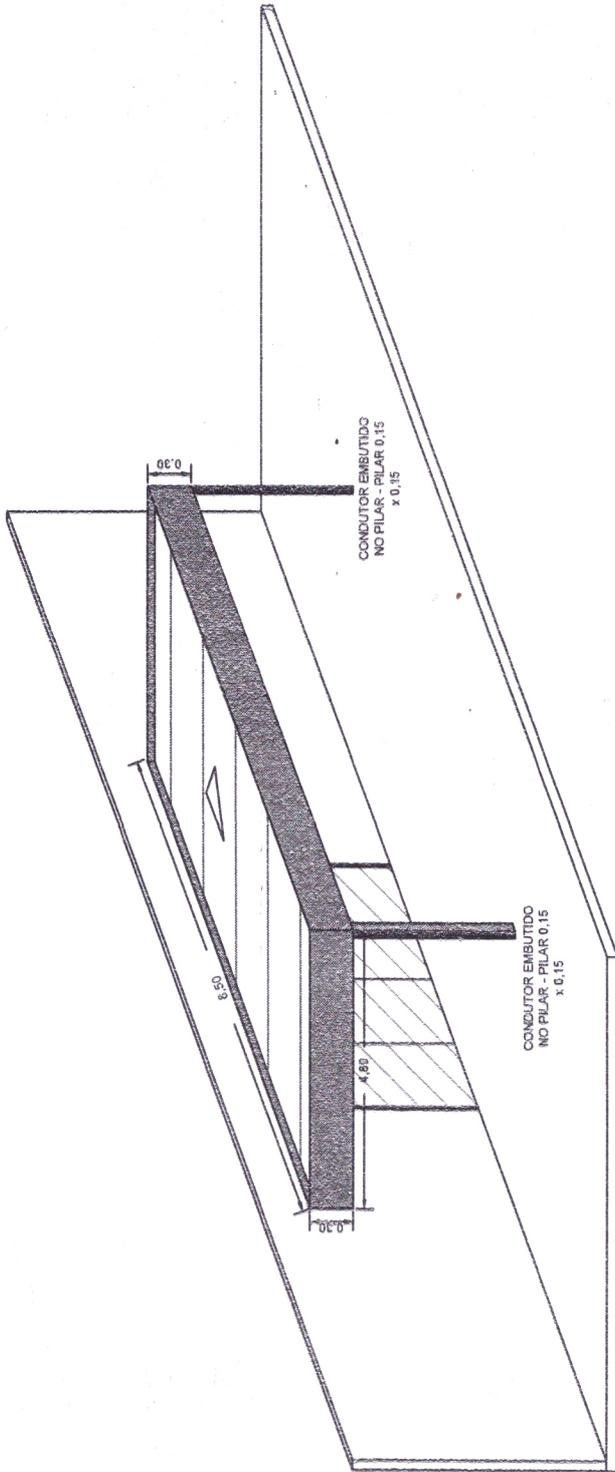 0.30
8,50
CONDUTOR EMBUTIDO
NO PILAR - PILAR 0,15
x 0,15
0.30
4,80
CONDUTOR EMBUTIDO
NO PILAR - PILAR 0,15
x 0,15